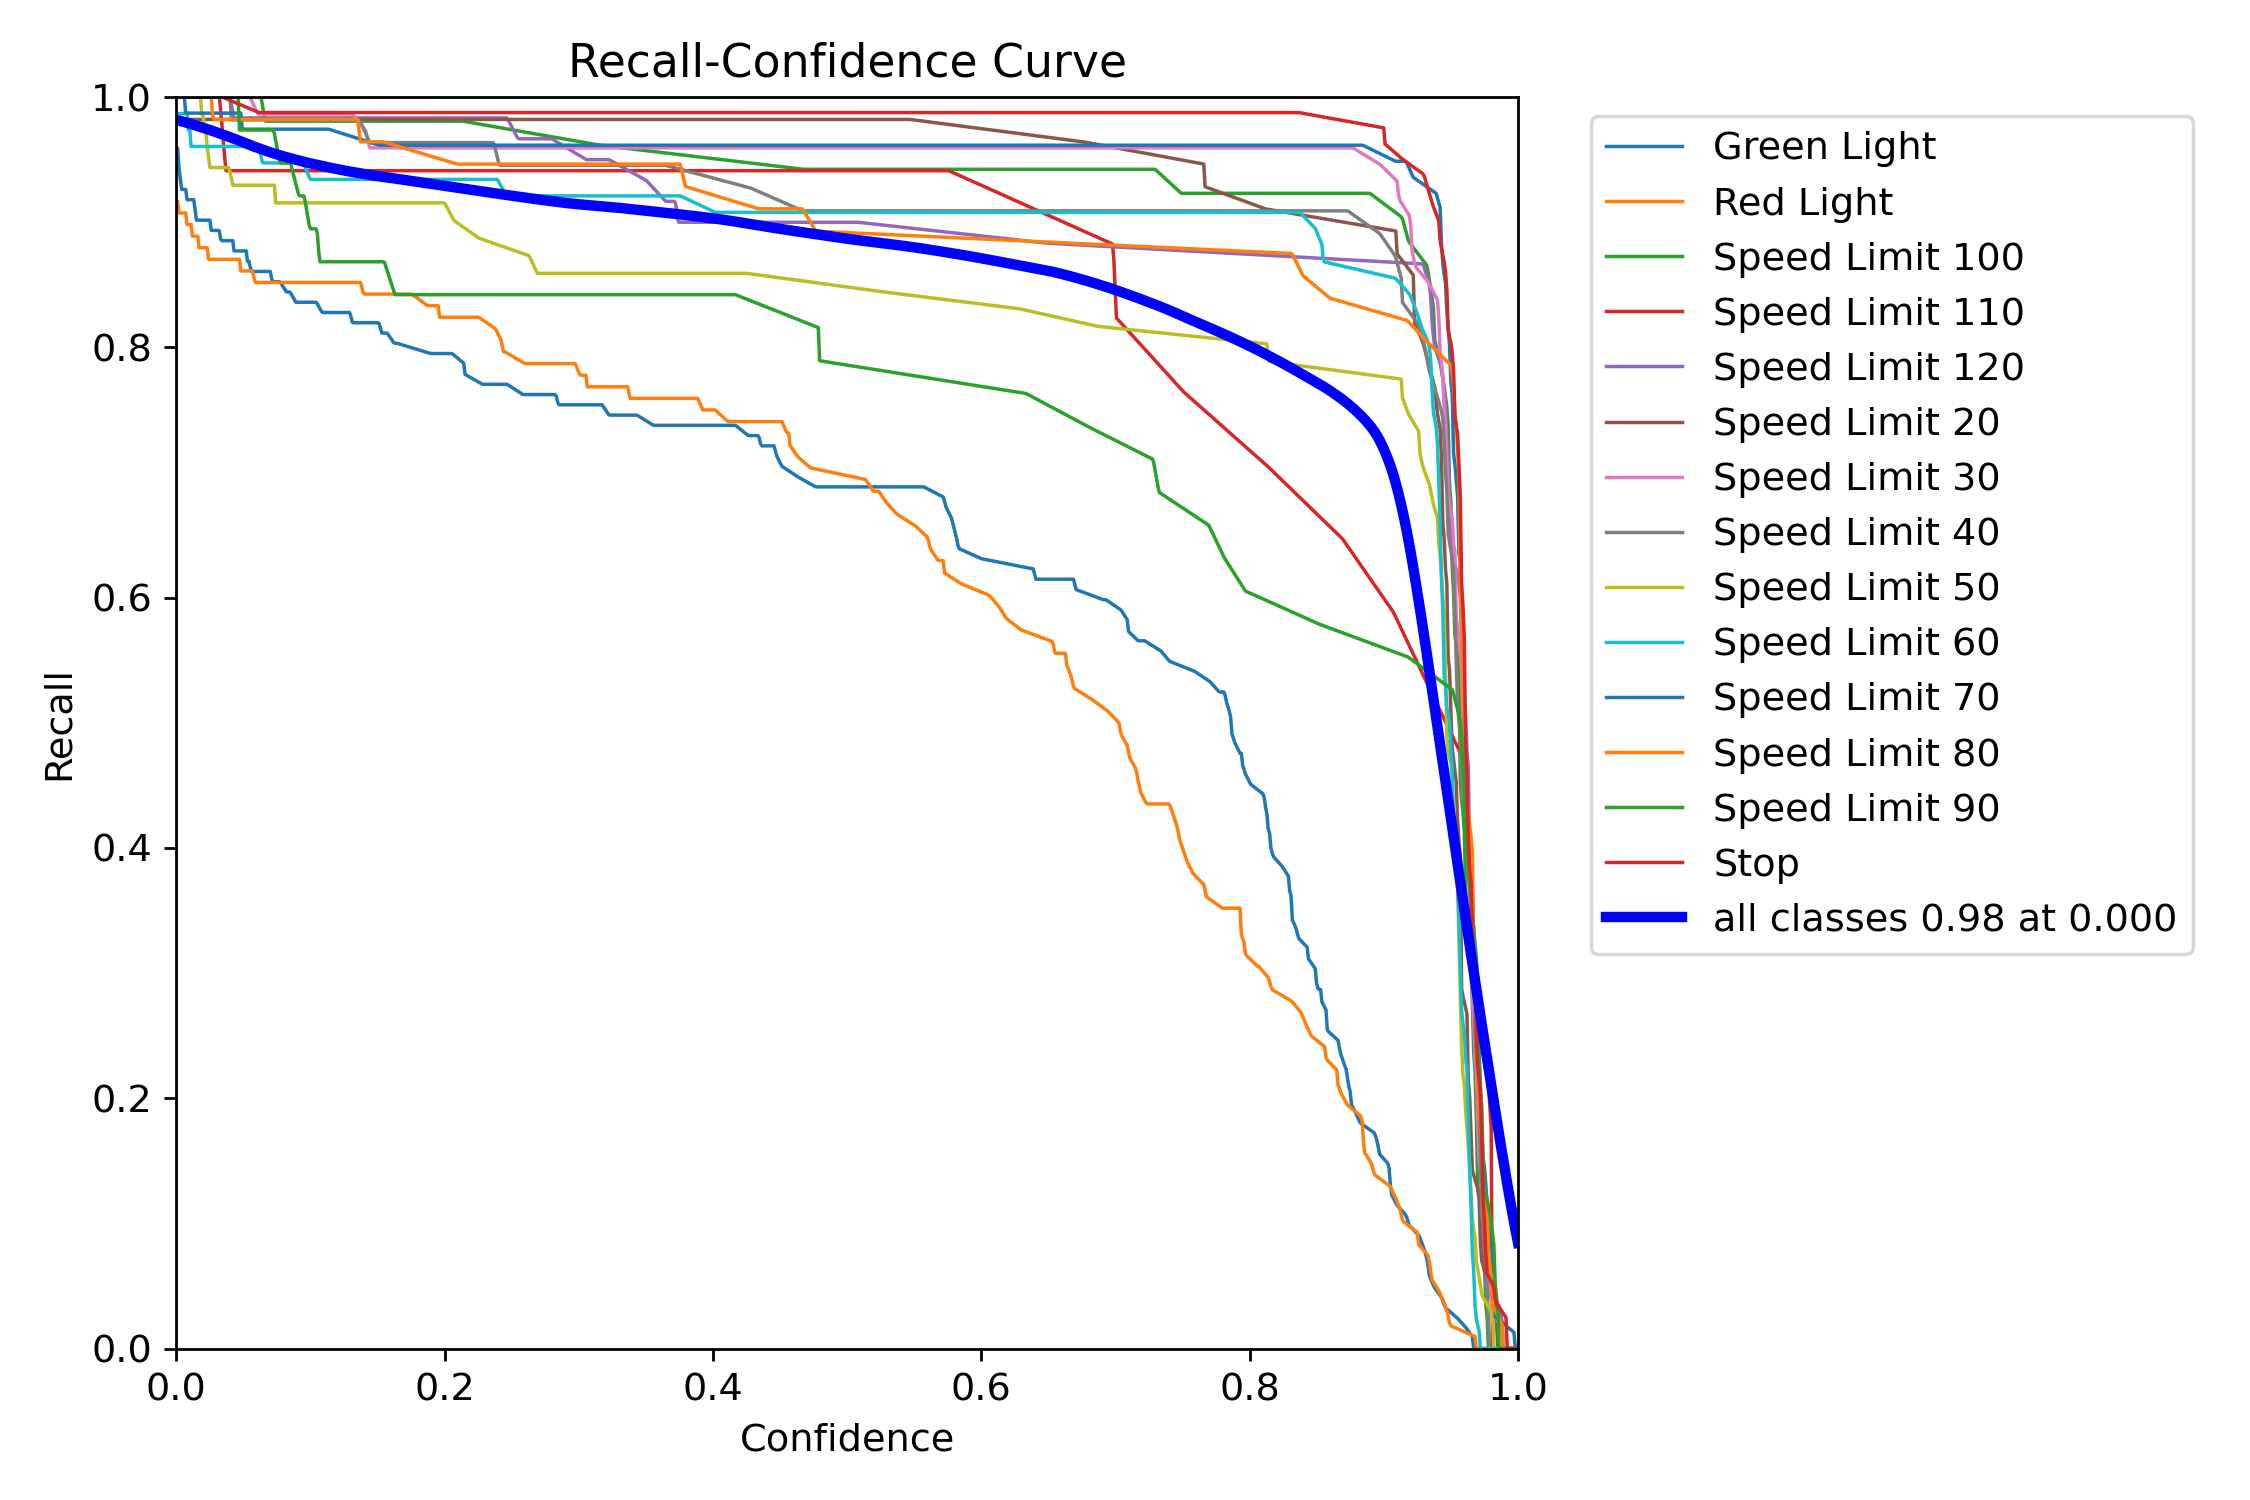 Recall-Confidence Curve
1.0
0.8
0.6
0.4
0.2
0.0
Recall
0.0 0.2 0.4 0.6 0.8 1.0
Confidence
Green Light
Red Light
Speed Limit 100
Speed Limit 110
Speed Limit 120
Speed Limit 20
Speed Limit 30
Speed Limit 40
Speed Limit 50
Speed Limit 60
Speed Limit 70
Speed Limit 80
Speed Limit 90
Stop
all classes 0.98 at 0.000